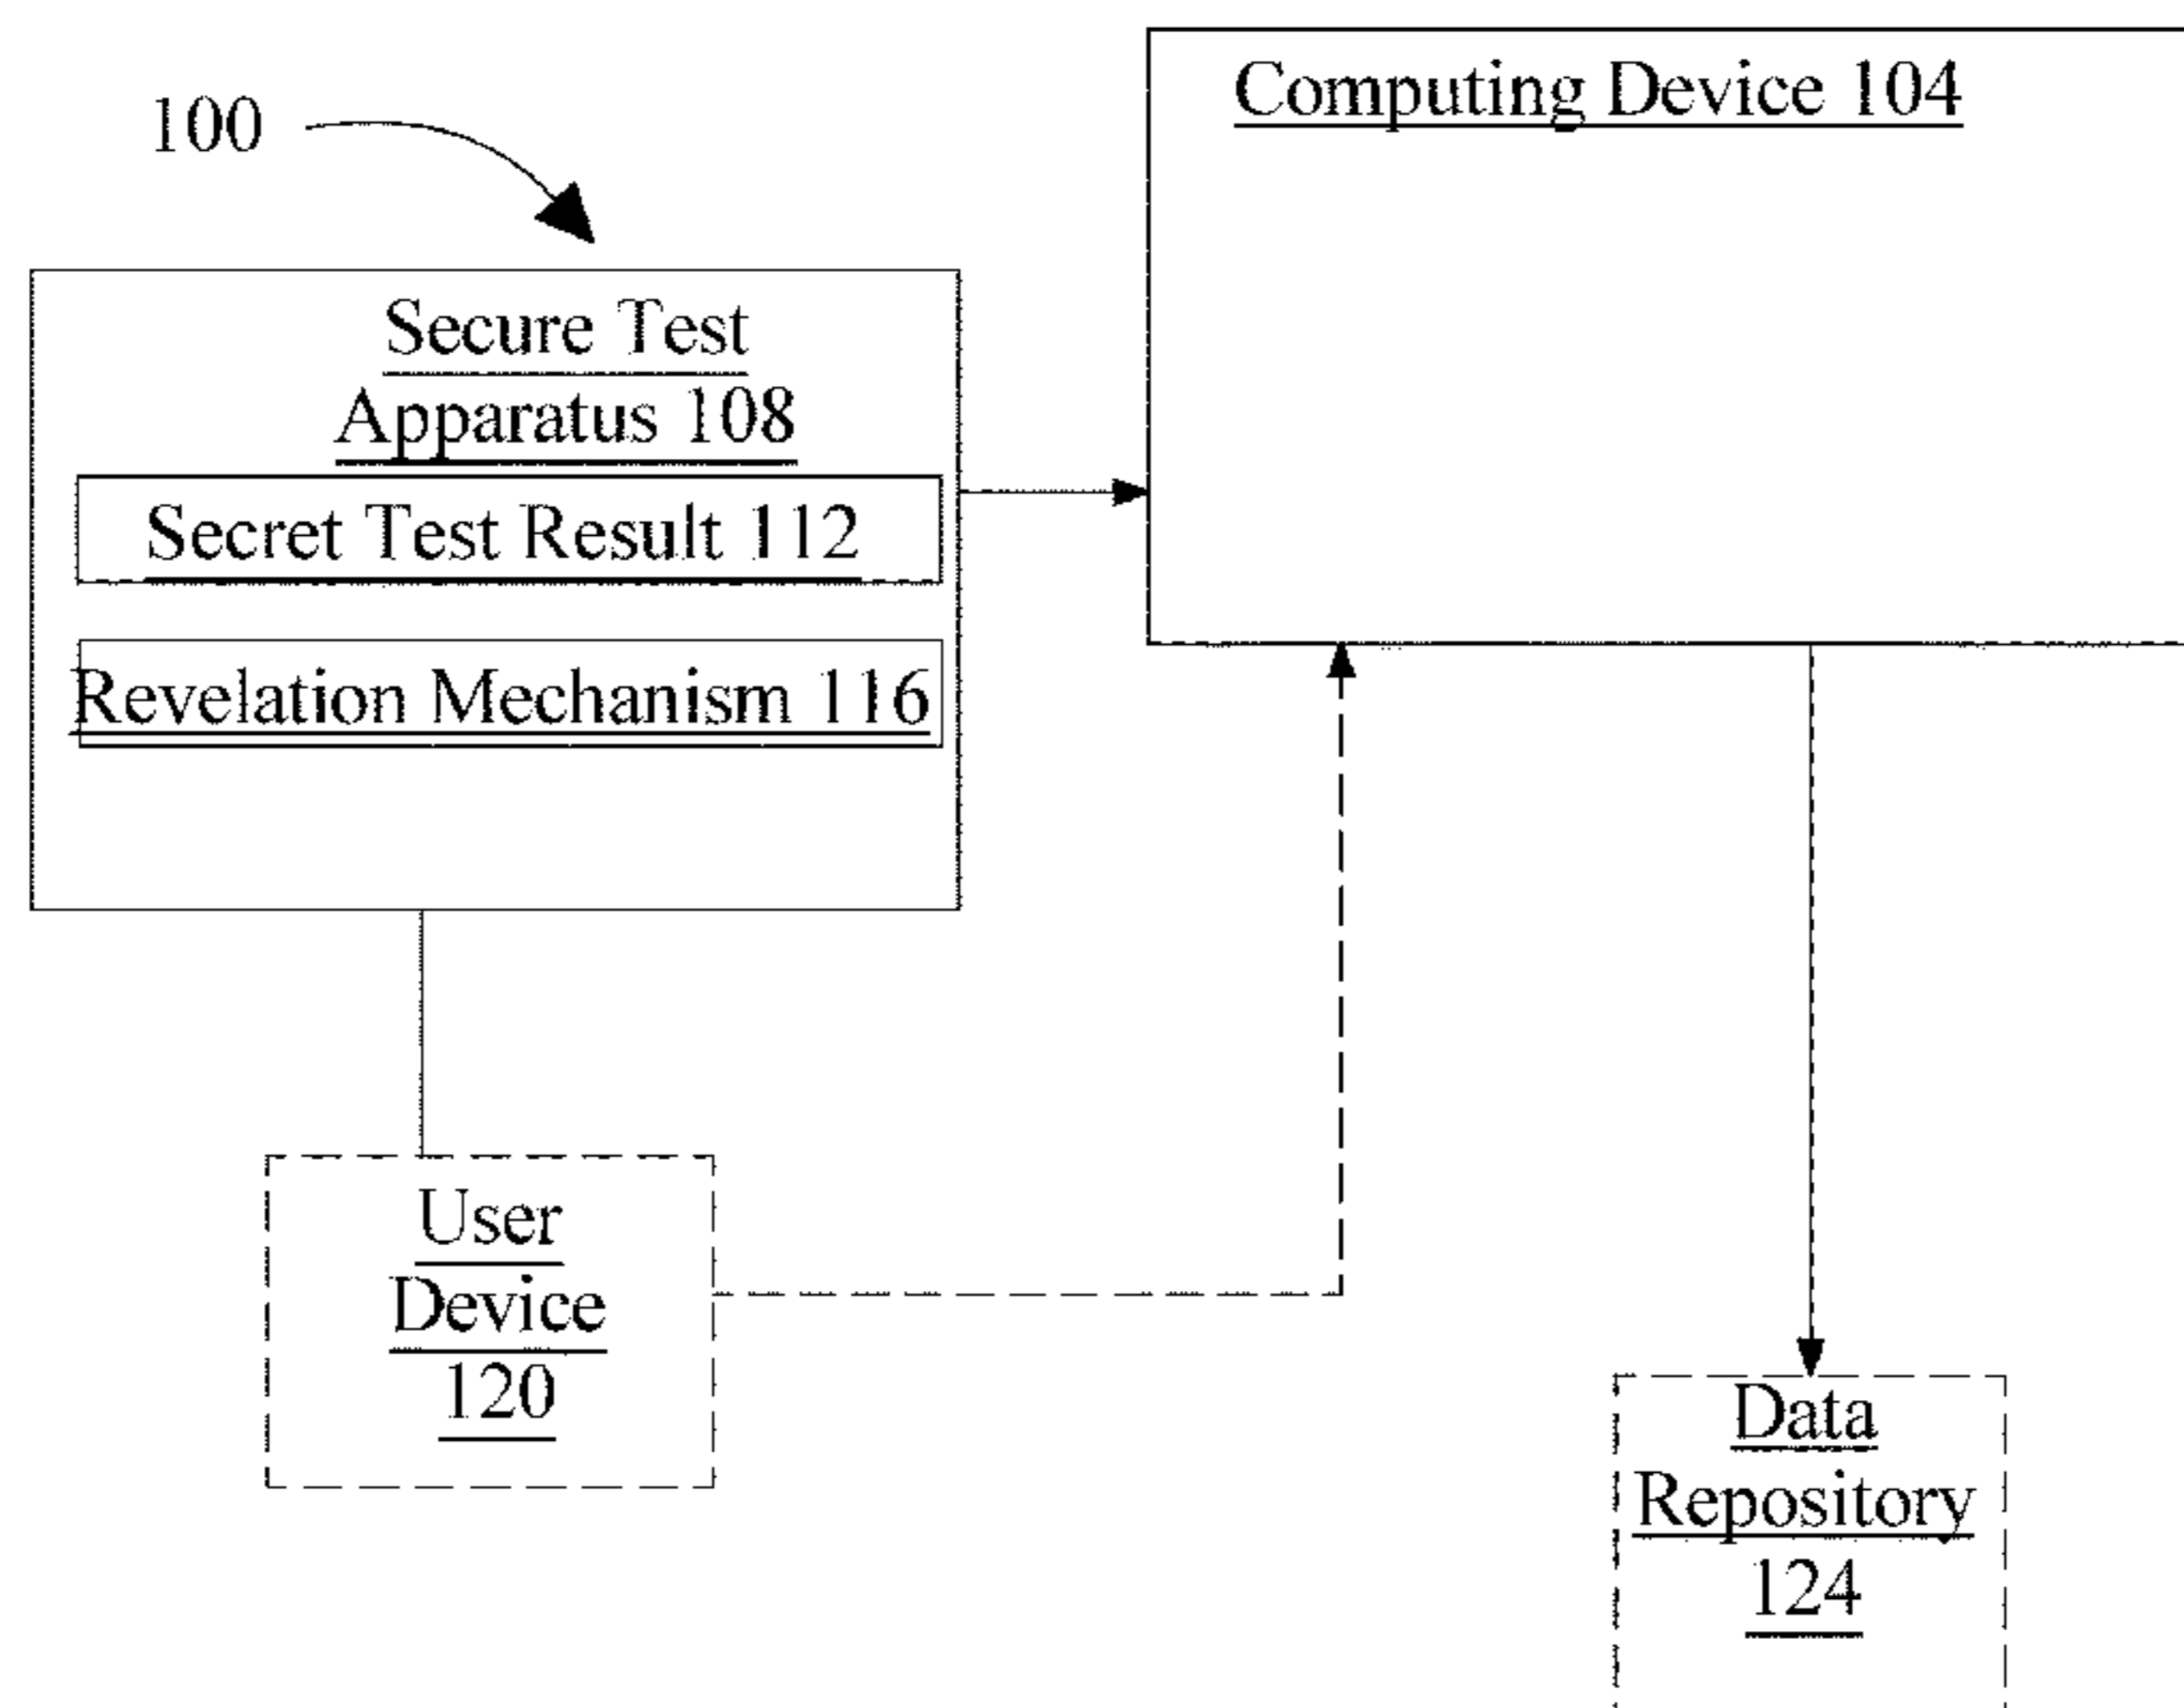 100
Computing Device 104
Secure Test
Apparatus 108
Secret Test Result 112
Revelation Mechanism 116
User
Device
120
Data
Repository
124